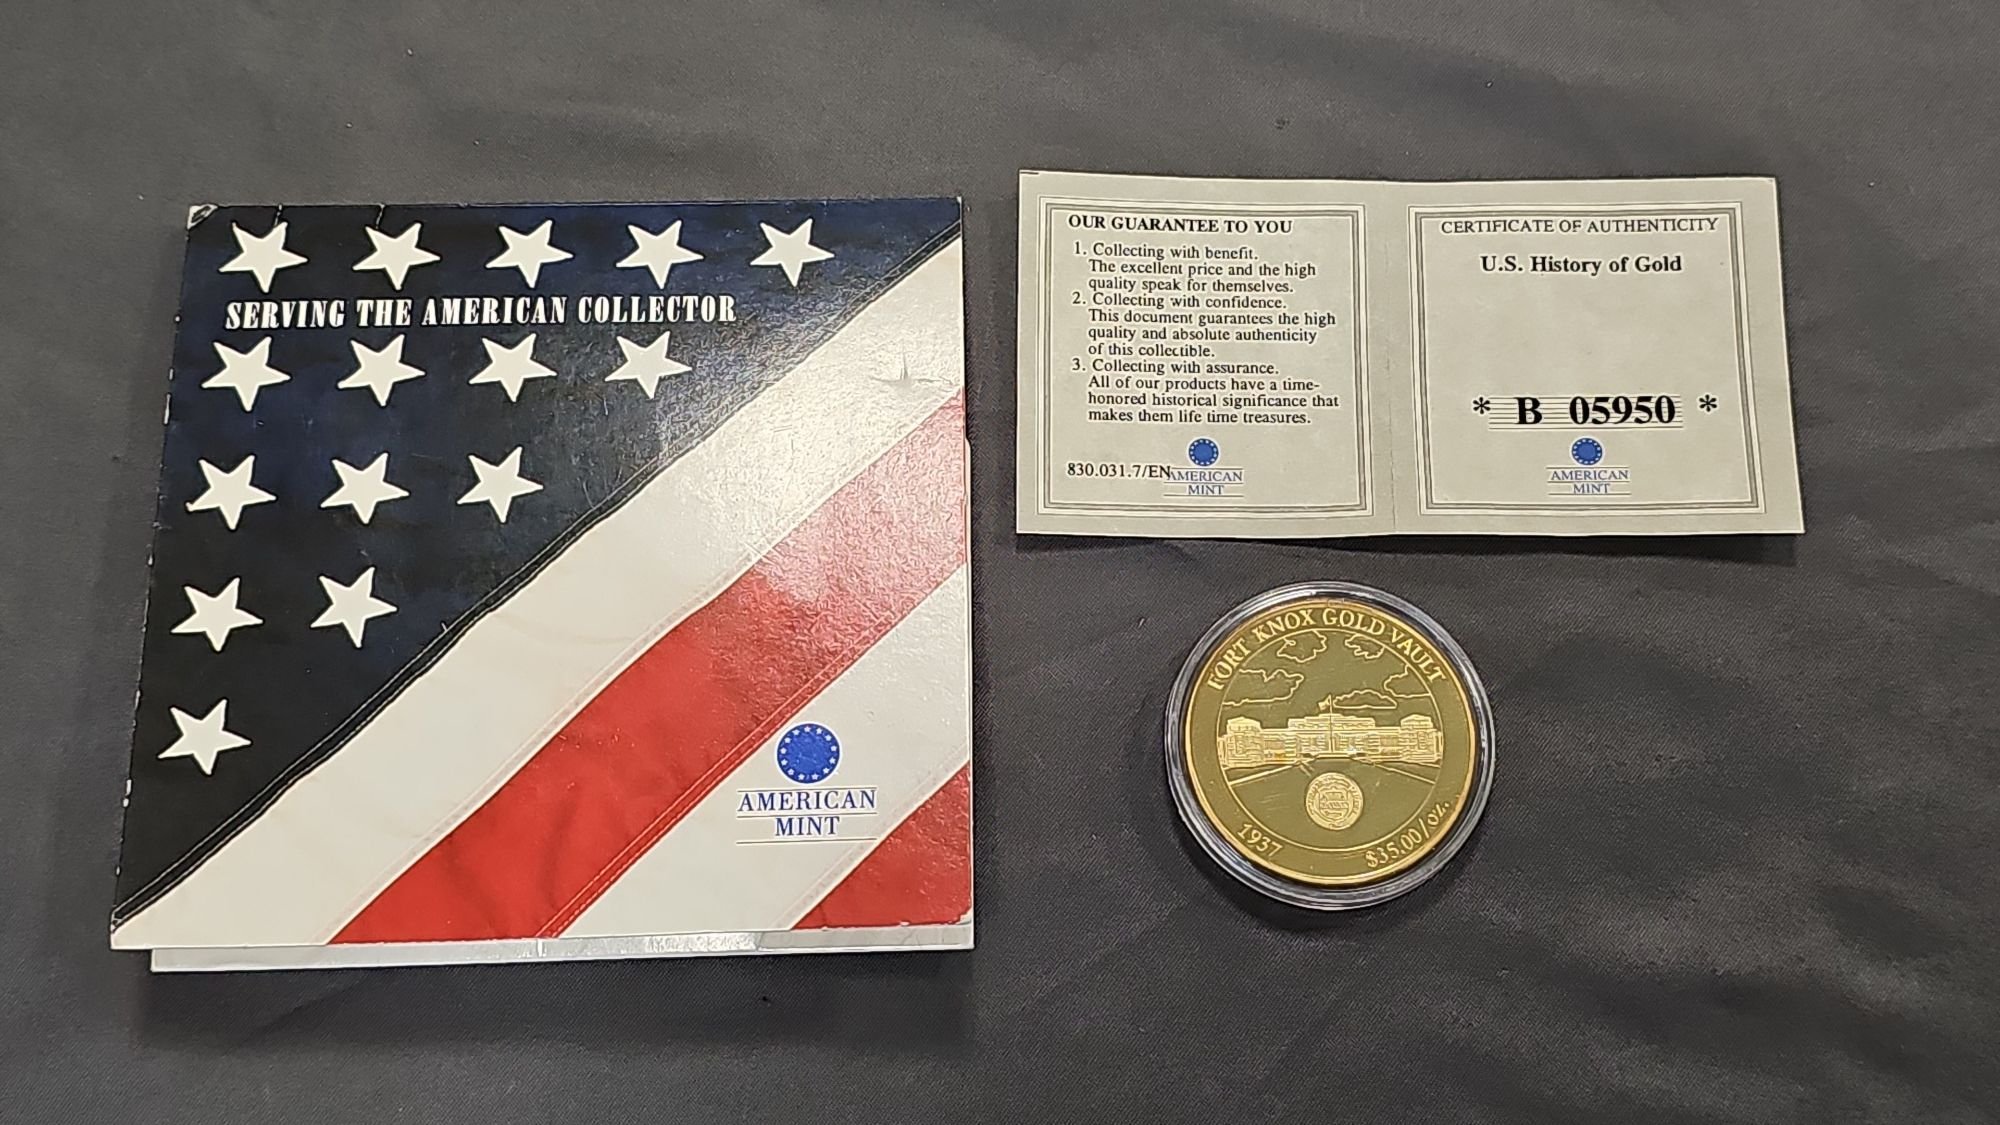 SERVING THE AMERICAN COLLECTOR
AMERICAN
MINT
OUR GUARANTEE TO YOU
1. Collecting with benefit.
The excellent price and the high
quality speak for themselves.
2. Collecting with confidence.
This document guarantees the high
quality and absolute authenticity
of this collectible.
3. Collecting with assurance.
All of our products have a time-
honored historical significance that
makes them life time treasures.
830.031.7/EN
AMERICAN
MINT
CERTIFICATE OF AUTHENTICITY
U.S. History of Gold
* B 05950 *
AMERICAN
MINT
FORT KNOX GOLD VAULT
1937 $35.00/oz.